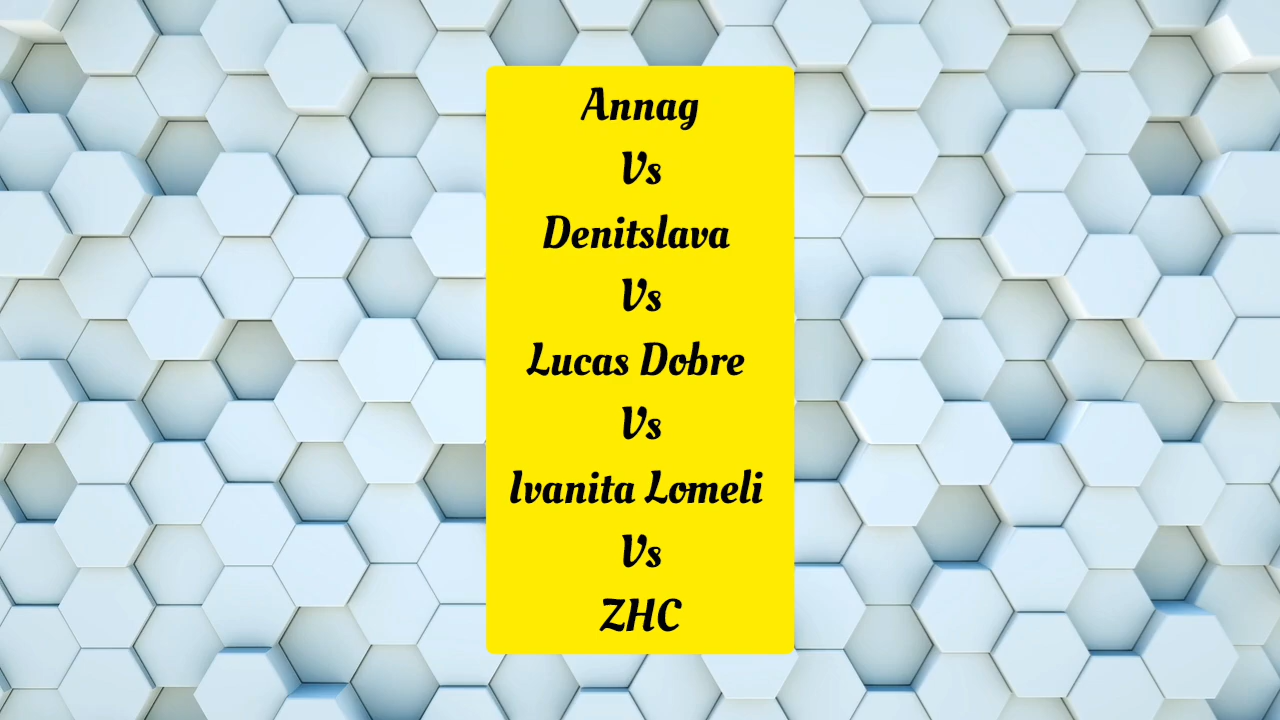 Annag
Vs
Denitslava
Vs
Lucas Dobre
Vs
Ivanita Lomeli
Vs
ZHC